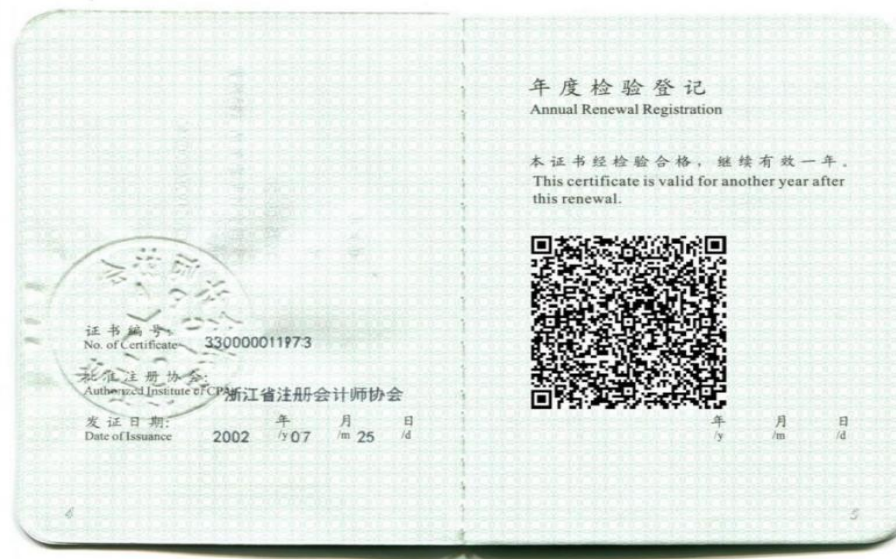 证书编号:
No. of Certificate
批准注册协会:
Authorized Institute of CPAs
浙江省注册会计师协会
发证日期:
Date of Issuance
2002 年 07 月 25 日
/y /m /d
4
年度检验登记
Annual Renewal Registration
本证书经检验合格，继续有效一年。
This certificate is valid for another year after
this renewal.
年 月 日
/y /m /d
5